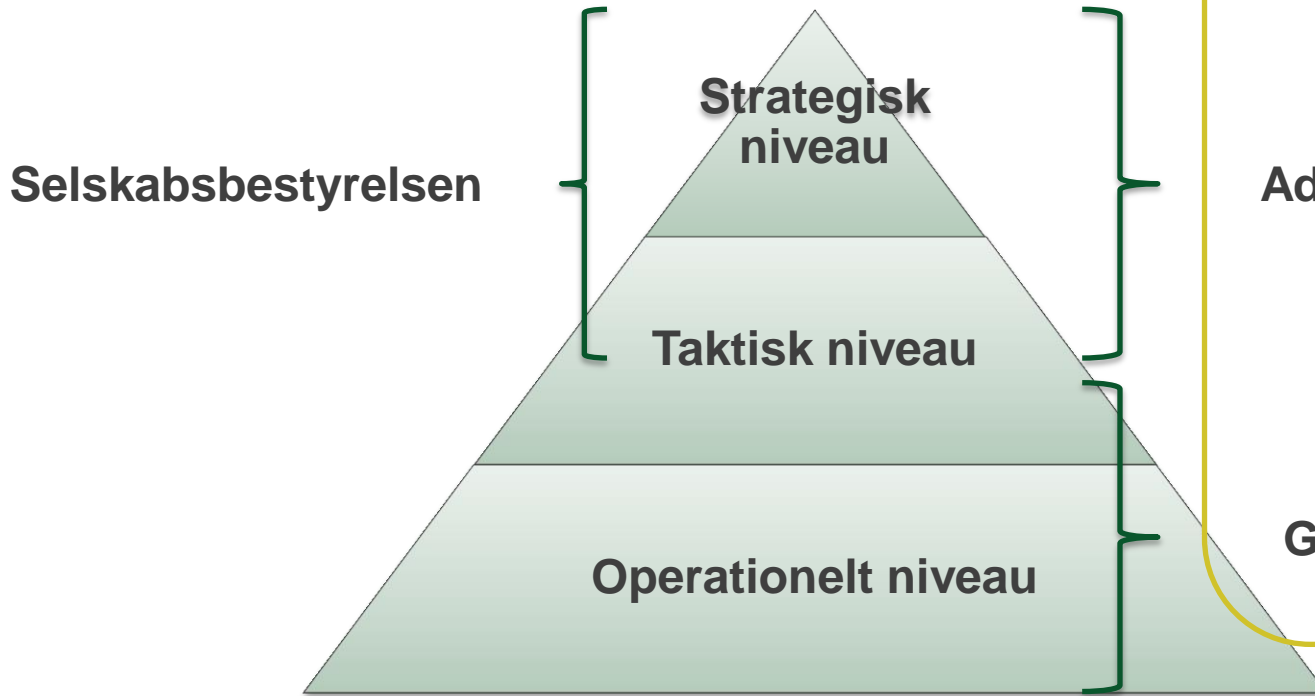 Strategisk
niveau
Selskabsbestyrelsen
Taktisk niveau
Operationelt niveau